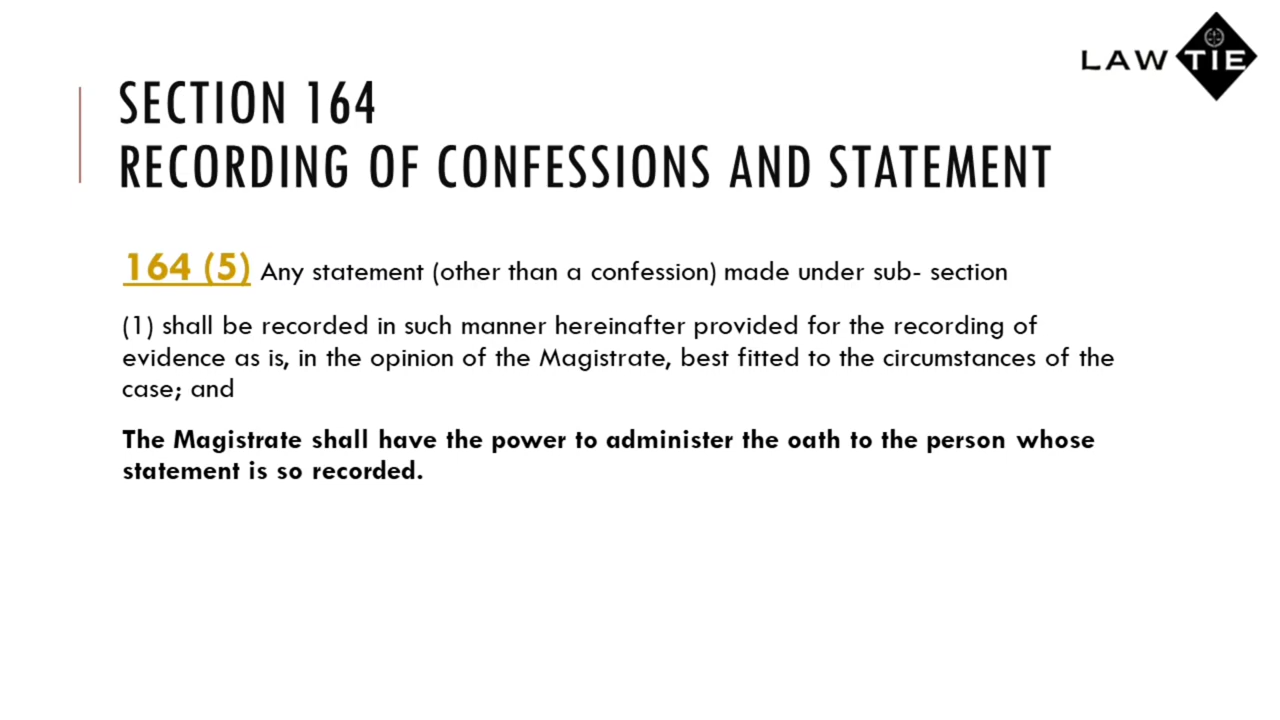 LAW TIE
SECTION 164
RECORDING OF CONFESSIONS AND STATEMENT
164 (5) Any statement (other than a confession) made under sub- section
(1) shall be recorded in such manner hereinafter provided for the recording of
evidence as is, in the opinion of the Magistrate, best fitted to the circumstances of the
case; and
The Magistrate shall have the power to administer the oath to the person whose
statement is so recorded.